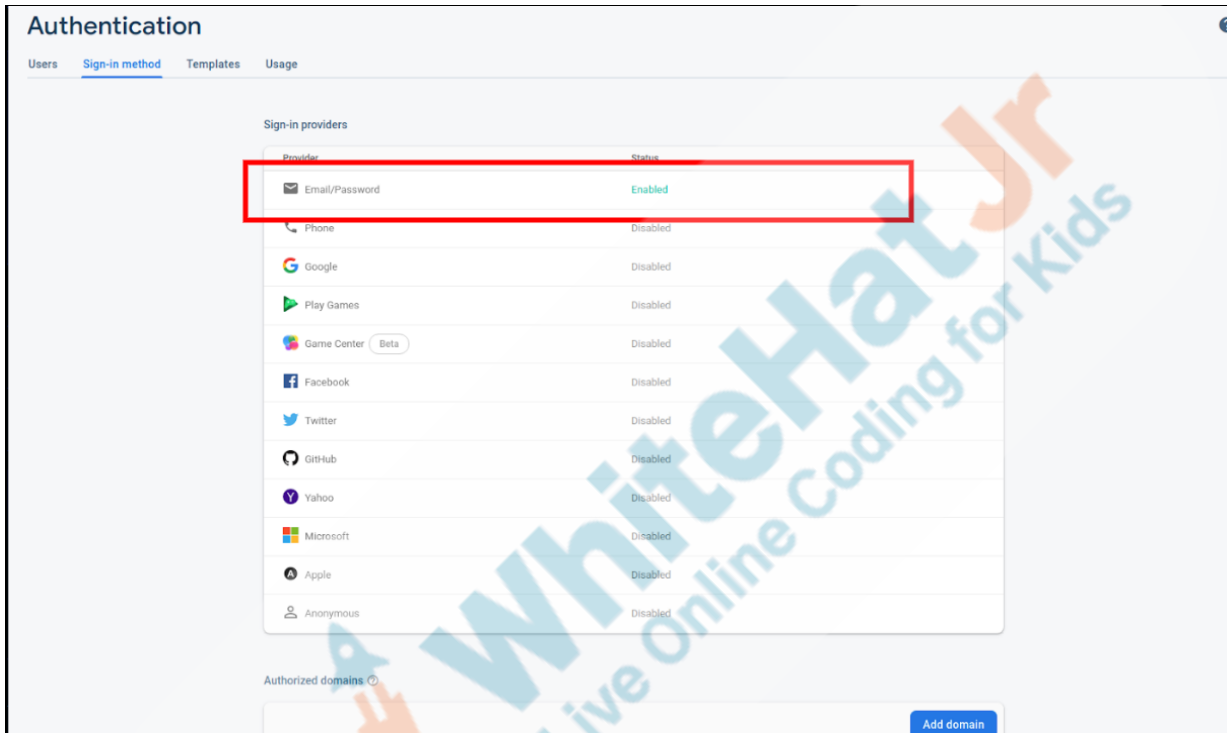 Authentication
Users Sign-in method Templates Usage
Sign-in providers
Provider Status
Email/Password Enabled
Phone Disabled
Google Disabled
Play Games Disabled
Game Center Beta Disabled
Facebook Disabled
Twitter Disabled
GitHub Disabled
Yahoo Disabled
Microsoft Disabled
Apple Disabled
Anonymous Disabled
Authorized domains
Add domain
WhiteHat Jr
Live Online Coding for Kids